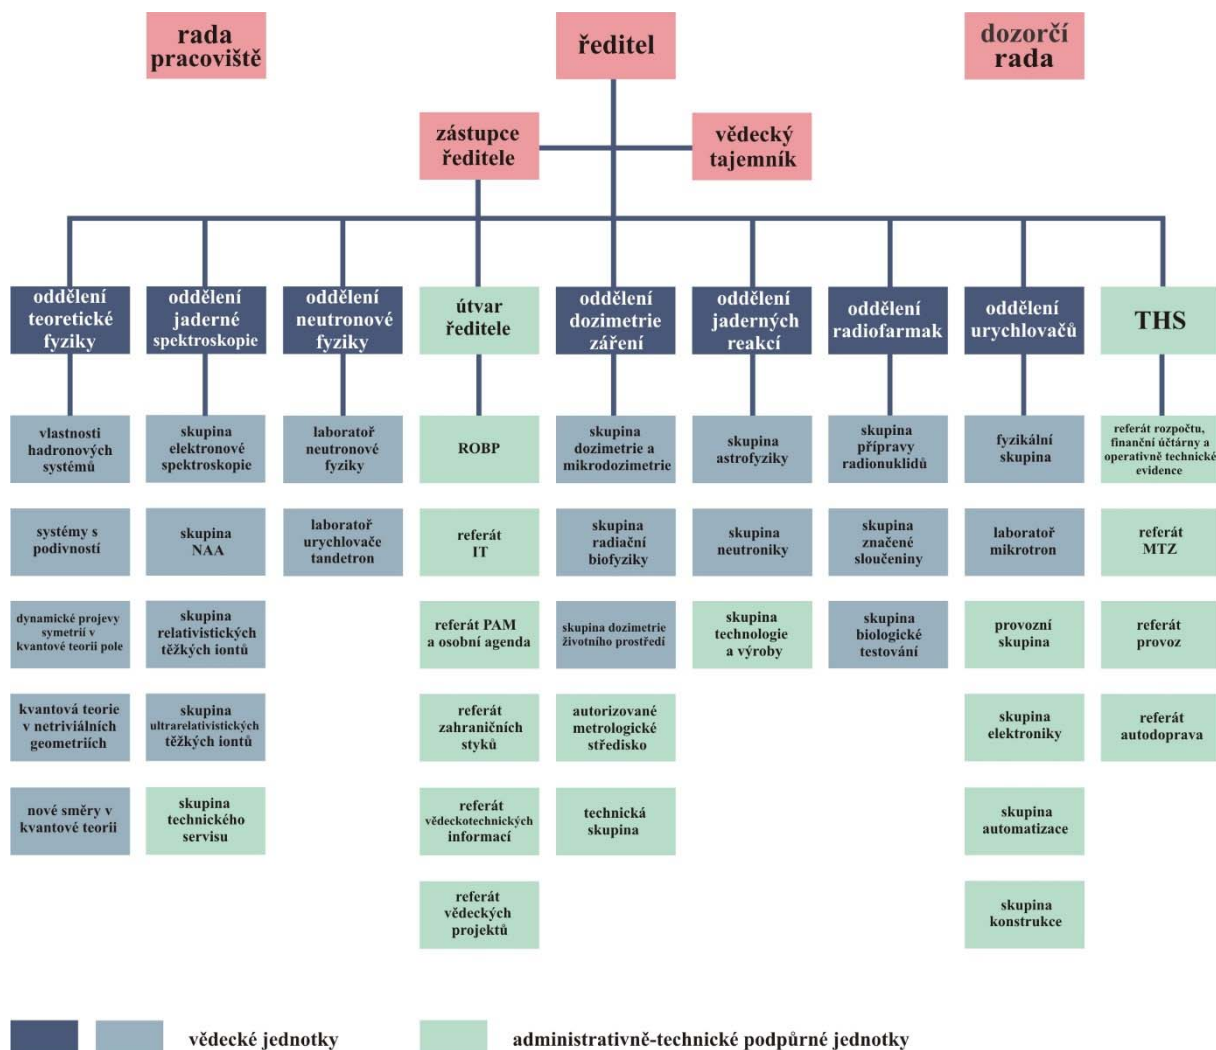 rada
pracoviště
ředitel
dozorčí
rada
zástupce
ředitele
vědecký
tajemník
oddělení
teoretické
fyziky
oddělení
jaderné
spektroskopie
oddělení
neutronové
fyziky
útvar
ředitele
oddělení
dozimetrie
záření
oddělení
jaderných
reakcí
oddělení
radiofarmak
oddělení
urychlovačů
THS
vlastnosti
hadronových
systémů
skupina
elektronové
spektroskopie
laboratoř
neutronové
fyziky
ROBP
skupina
dozimetrie a
mikrodozimetrie
skupina
astrofyziky
skupina
přípravy
radionuklidů
fyzikální
skupina
referát rozpočtu,
finanční účtárny a
operativně technické
evidence
systémy s
podivností
skupina
NAA
laboratoř
urychlovače
tandetron
referát
IT
skupina
radiační
biofyziky
skupina
neutroniky
skupina
značené
sloučeniny
laboratoř
mikrotron
referát
MTZ
dynamické projevy
symetrií v
kvantové teorii pole
skupina
relativistických
těžkých iontů
referát PAM
a osobní agenda
skupina dozimetrie
životního prostředí
skupina
technologie
a výroby
skupina
biologické
testování
provozní
skupina
referát
provoz
kvantová teorie
v netriviálních
geometriích
skupina
ultrarelativistických
těžkých iontů
referát
zahraničních
styků
autorizované
metrologické
středisko
skupina
elektroniky
referát
autodoprava
nové směry v
kvantové teorii
skupina
technického
servisu
referát
vědeckotechnických
informací
technická
skupina
skupina
automatizace
referát
vědeckých
projektů
skupina
konstrukce
vědecké jednotky
administrativně-technické podpůrné jednotky